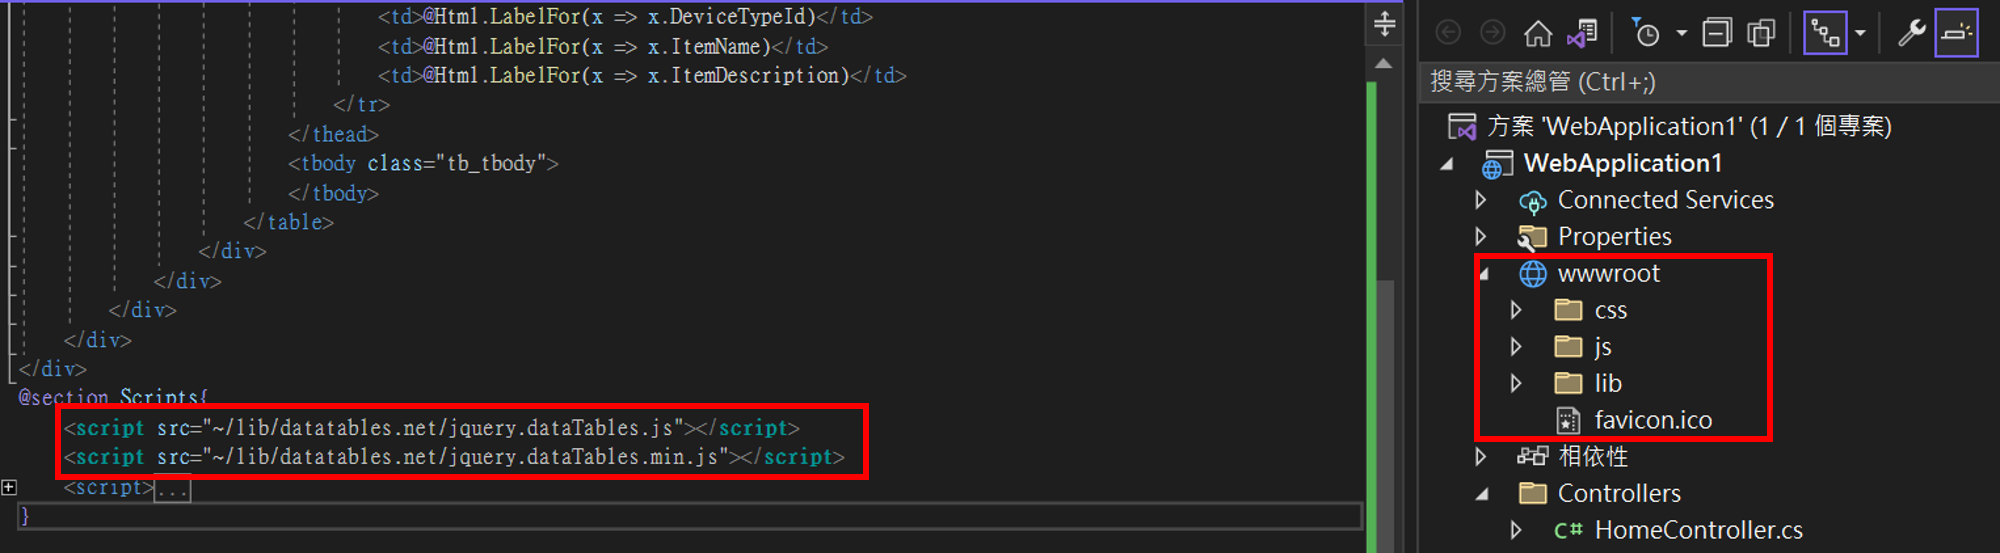 <td>@Html.LabelFor(x => x.DeviceTypeId)</td>
<td>@Html.LabelFor(x => x.ItemName)</td>
<td>@Html.LabelFor(x => x.ItemDescription)</td>
</tr>
</thead>
<tbody class="tb_tbody">
</tbody>
</table>
</div>
</div>
</div>
</div>
</div>
@section Scripts{
<script src="~/lib/datatables.net/jquery.dataTables.js"></script>
<script src="~/lib/datatables.net/jquery.dataTables.min.js"></script>
<script>...
}
搜尋方案總管 (Ctrl+;)
方案 'WebApplication1' (1 / 1 個專案)
WebApplication1
Connected Services
Properties
wwwroot
css
js
lib
favicon.ico
相依性
Controllers
C# HomeController.cs